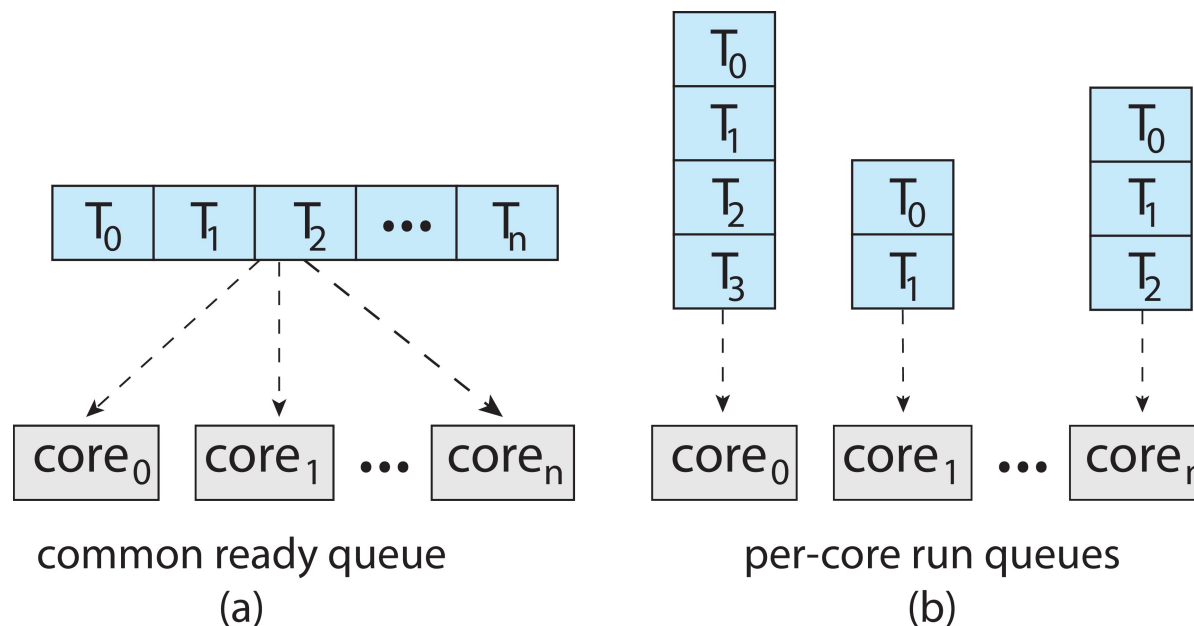 T0 T1 T2 ••• Tn
core0 core1 ••• coren
common ready queue
(a)
T0
T1
T2
T3
T0
T1
T0
T1
T2
core0 core1 ••• coren
per-core run queues
(b)